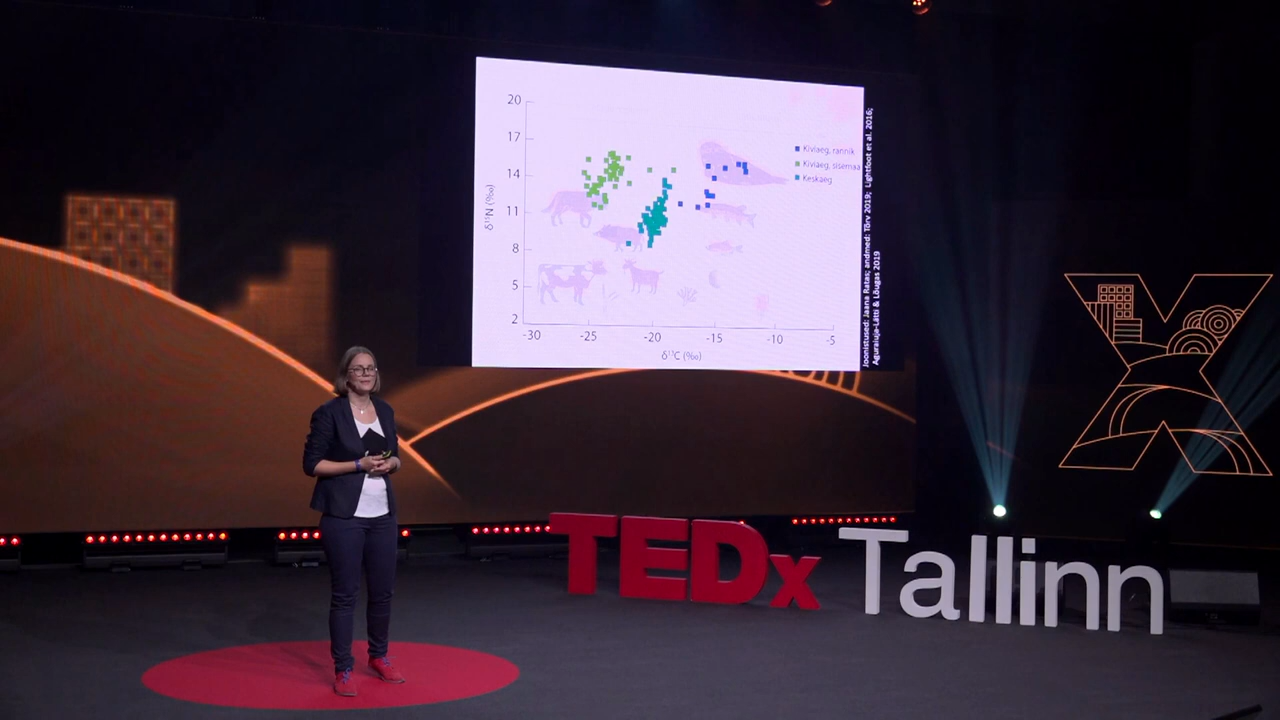 20
17
14
11
8
5
2
-30
-25
-20
-15
-10
-5
δ¹⁵N (‰)
δ¹³C (‰)
Kiviaeg, rannik
Kiviaeg, sisemaa
Keskaeg
Joonistused: Jaana Ratas; andmed: Tõrv 2019; Lightfoot et al. 2016;
Aguraiuja-Lätti & Lõugas 2019
TEDx Tallinn
X